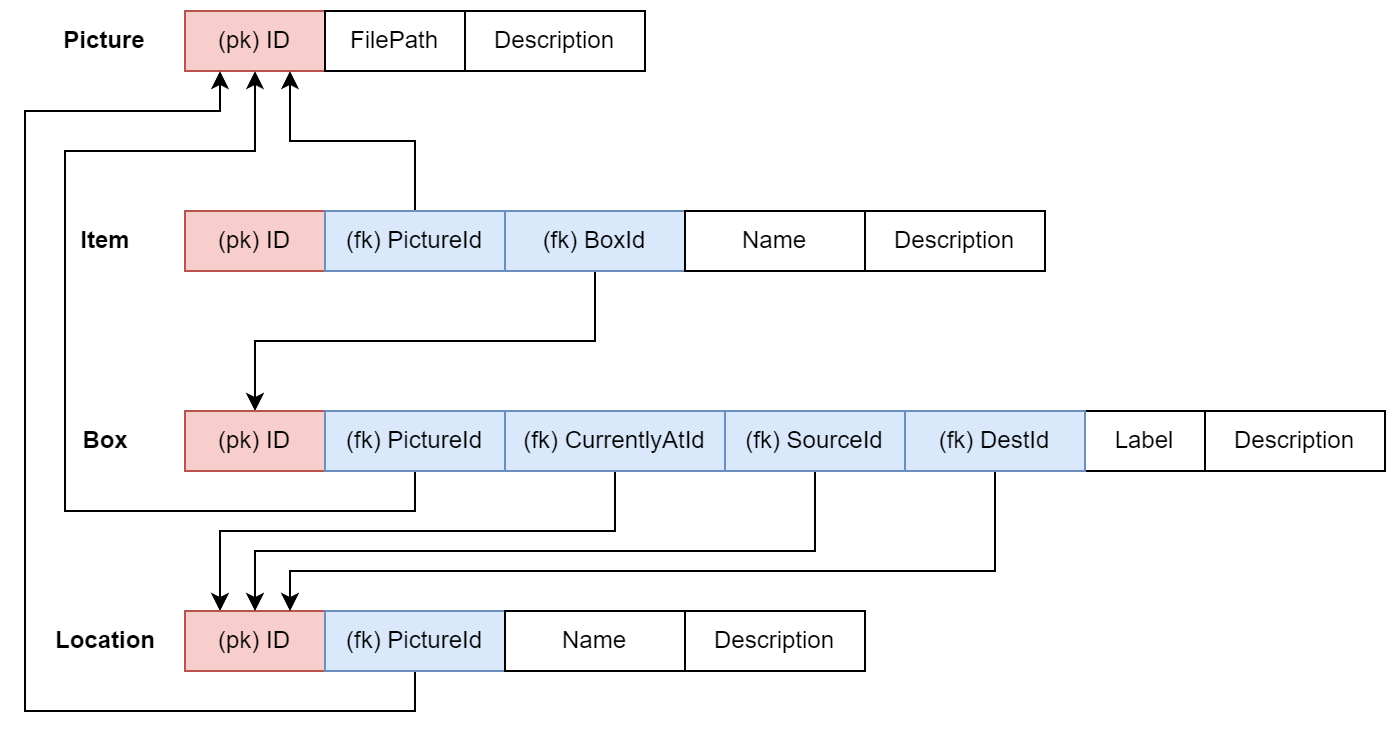 Picture (pk) ID FilePath Description
Item (pk) ID (fk) PictureId (fk) BoxId Name Description
Box (pk) ID (fk) PictureId (fk) CurrentlyAtId (fk) SourceId (fk) DestId Label Description
Location (pk) ID (fk) PictureId Name Description